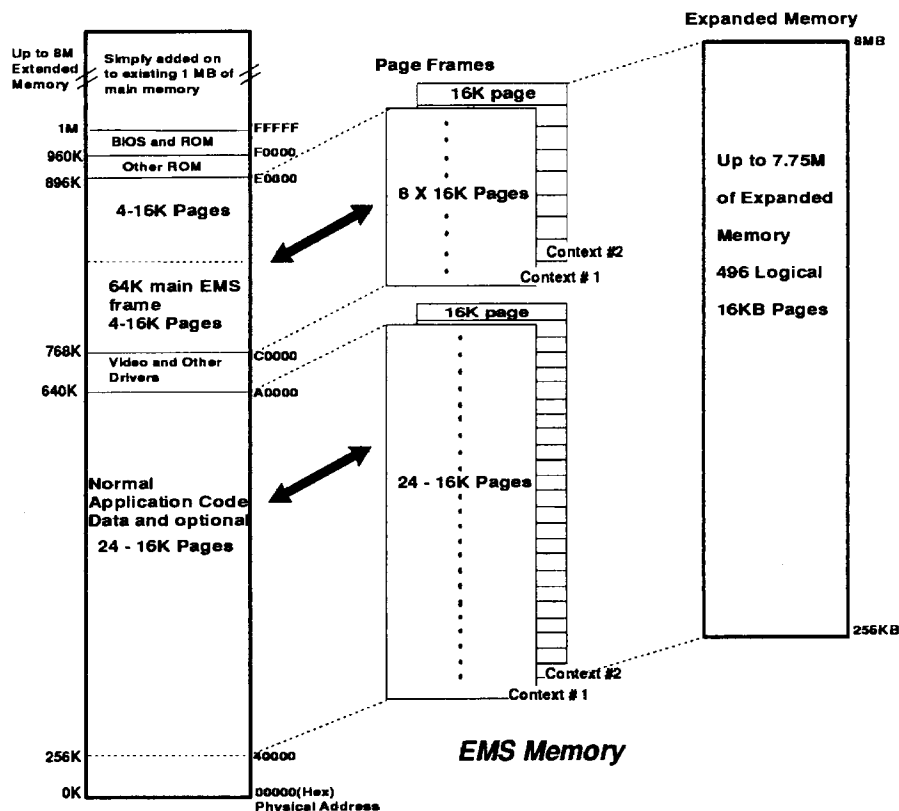 Expanded Memory
8MB
Up to 7.75M
of Expanded
Memory
496 Logical
16KB Pages
256KB
Page Frames
16K page
8 X 16K Pages
Context #2
Context # 1
16K page
24 - 16K Pages
Context #2
Context # 1
EMS Memory
Up to 8M
Extended
Memory
Simply added on
to existing 1 MB of
main memory
1M
FFFFF
BIOS and ROM
960K
F0000
Other ROM
896K
E0000
4-16K Pages
64K main EMS
frame
4-16K Pages
768K
C0000
Video and Other
Drivers
640K
A0000
Normal
Application Code
Data and optional
24 - 16K Pages
256K
40000
0K
00000(Hex)
Physical Address